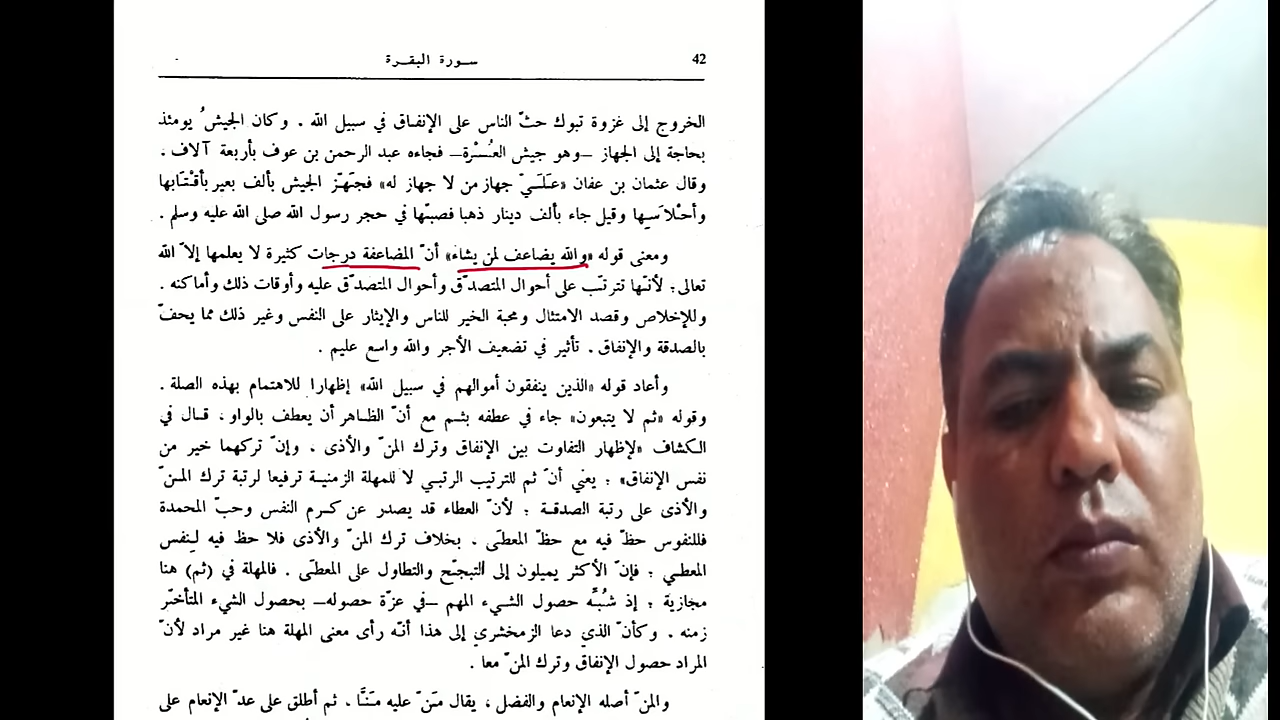 42
سورة البقرة
الخروج إلى غزوة تبوك حثّ الناس على الإنفاق في سبيل الله . وكان الجيشُ يومئذ
بحاجة إلى الجهاز –وهو جيش العُسْرة– فجاءه عبد الرحمن بن عوف بأربعة آلاف .
وقال عثمان بن عفان «عَلَيّ جهاز من لا جهاز له» فجَهّز الجيش بألف بعير بأقْتَابها
وأحْلاَسِها وقيل جاء بألف دينار ذهبا فصبّها في حجر رسول الله صلى الله عليه وسلم .
ومعنى قوله «والله يضاعف لمن يشاء» أنّ المضاعفة درجات كثيرة لا يعلمها إلاّ الله
تعالى؛ لأنّها تترتّب على أحوال المتصدّق وأحوال المتصدّق عليه وأوقات ذلك وأماكنه .
وللإخلاص وقصد الامتثال ومحبة الخير للناس والإيثار على النفس وغير ذلك مما يحفّ
بالصدقة والإنفاق . تأثير في تضعيف الأجر والله واسع عليم .
وأعاد قوله «الذين ينفقون أموالهم في سبيل الله» إظهارا للاهتمام بهذه الصلة .
وقوله «ثم لا يتبعون» جاء في عطفه بثم مع أنّ الظاهر أن يعطف بالواو ، قال في
الكشاف «لإظهار التفاوت بين الإنفاق وترك المنّ والأذى ، وإنّ تركهما خير من
نفس الإنفاق» ؛ يعني أنّ ثم للترتيب الرتبي لا للمهلة الزمنية ترفيعا لرتبة ترك المنّ
والأذى على رتبة الصدقة ؛ لأنّ العطاء قد يصدر عن كرم النفس وحبّ المحمدة
فللنفوس حظّ فيه مع حظّ المعطَى ، بخلاف ترك المنّ والأذى فلا حظ فيه لنفس
المعطي ؛ فإنّ الأكثر يميلون إلى التبجّح والتطاول على المعطَى . فالمهلة في (ثم) هنا
مجازية ؛ إذ شُبّه حصول الشيء المهم –في عزّة حصوله– بحصول الشيء المتأخّر
زمنه . وكأنّ الذي دعا الزمخشري إلى هذا أنّه رأى معنى المهلة هنا غير مراد لأنّ
المراد حصول الإنفاق وترك المنّ معا .
والمنّ أصله الإنعام والفضل ، يقال مَنّ عليه مَنًّا ، ثم أطلق على عدّ الإنعام على